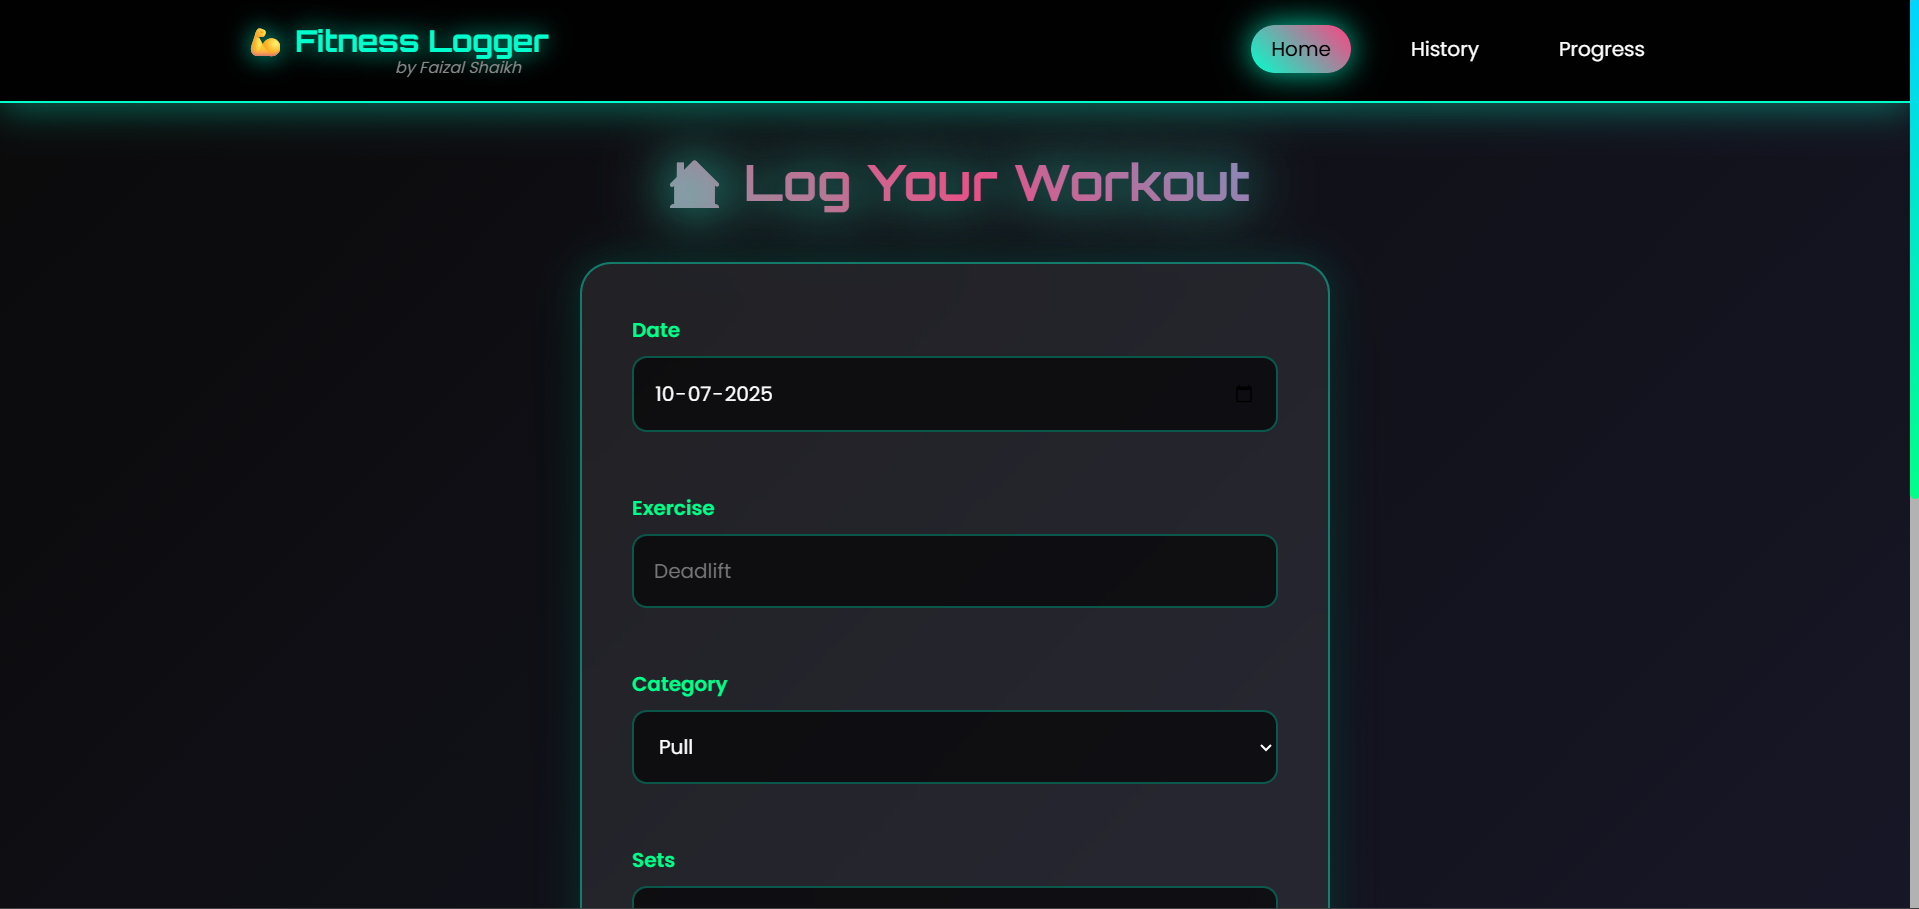 💪 Fitness Logger
by Faizal Shaikh
Home
History
Progress
🏠 Log Your Workout
Date
10-07-2025
Exercise
Deadlift
Category
Pull
Sets